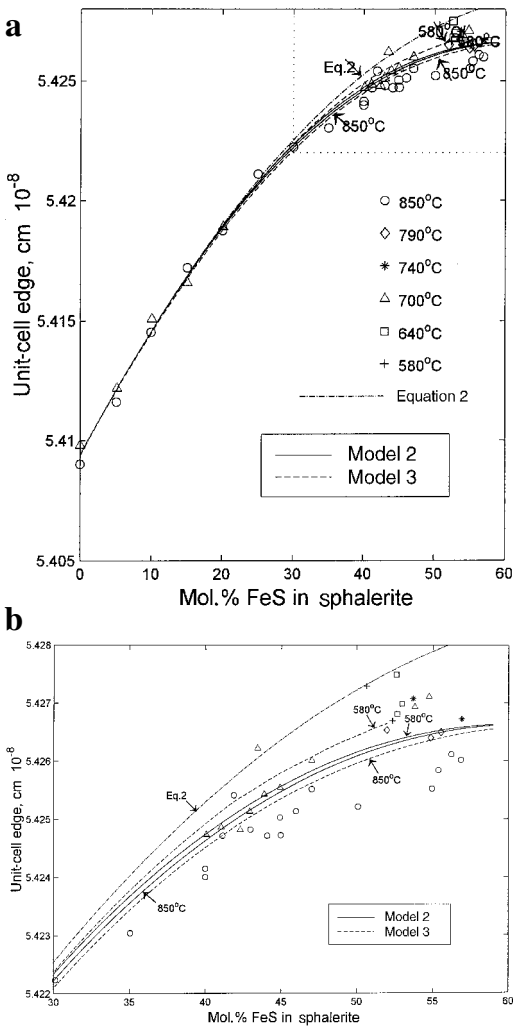 a
580°C
580°C
5.425
Eq.2
850°C
850°C
5.42
Unit-cell edge, cm 10-8
850°C
790°C
740°C
5.415
700°C
640°C
580°C
Equation 2
5.41
Model 2
Model 3
5.405
0 10 20 30 40 50 60
Mol.% FeS in sphalerite
b
5.428
5.427
580°C
580°C
5.426
850°C
Eq.2
5.425
Unit-cell edge, cm 10-8
5.424
850°C
5.423
Model 2
Model 3
5.422
30 35 40 45 50 55 60
Mol.% FeS in sphalerite